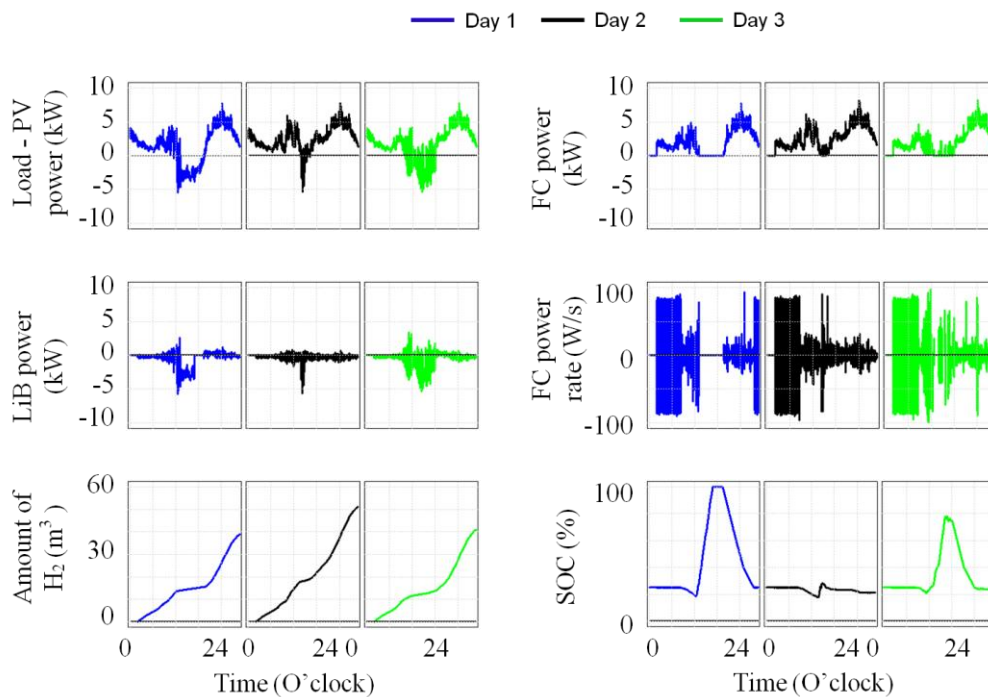 Day 1 Day 2 Day 3
Load - PV
power (kW)
10
5
0
-5
-10
FC power
(kW)
10
5
0
-5
-10
LiB power
(kW)
10
5
0
-5
-10
FC power
rate (W/s)
100
0
-100
Amount of
H₂ (m³)
60
30
0
SOC (%)
100
0
0 24 0 24 0 24
Time (O'clock)
0 24 0 24 0 24
Time (O'clock)